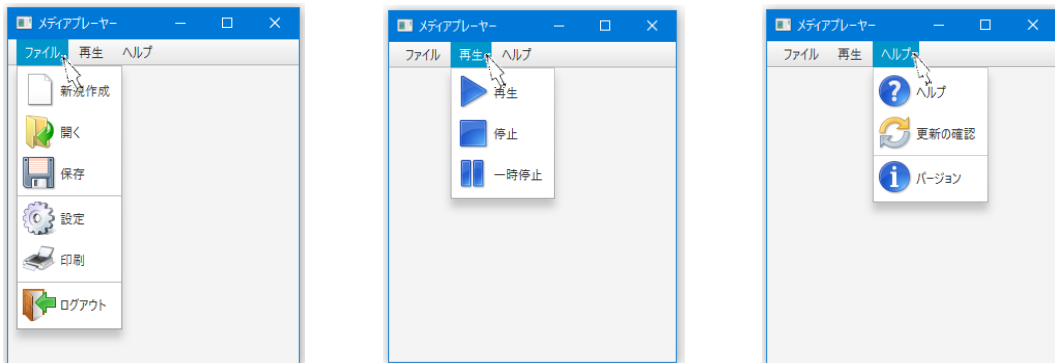 メディアプレーヤー
ファイル 再生 ヘルプ
新規作成
開く
保存
設定
印刷
ログアウト
メディアプレーヤー
ファイル 再生 ヘルプ
再生
停止
一時停止
メディアプレーヤー
ファイル 再生 ヘルプ
ヘルプ
更新の確認
バージョン